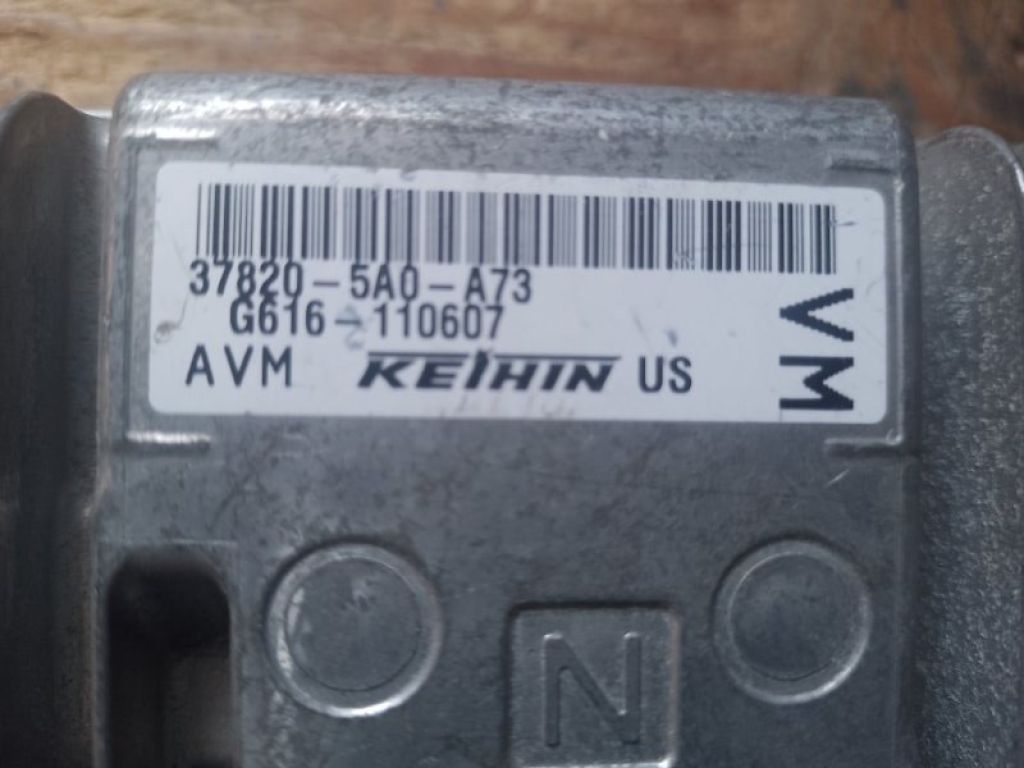 37820-5A0-A73
G616-110607
AVM KEIHIN US
VM
N